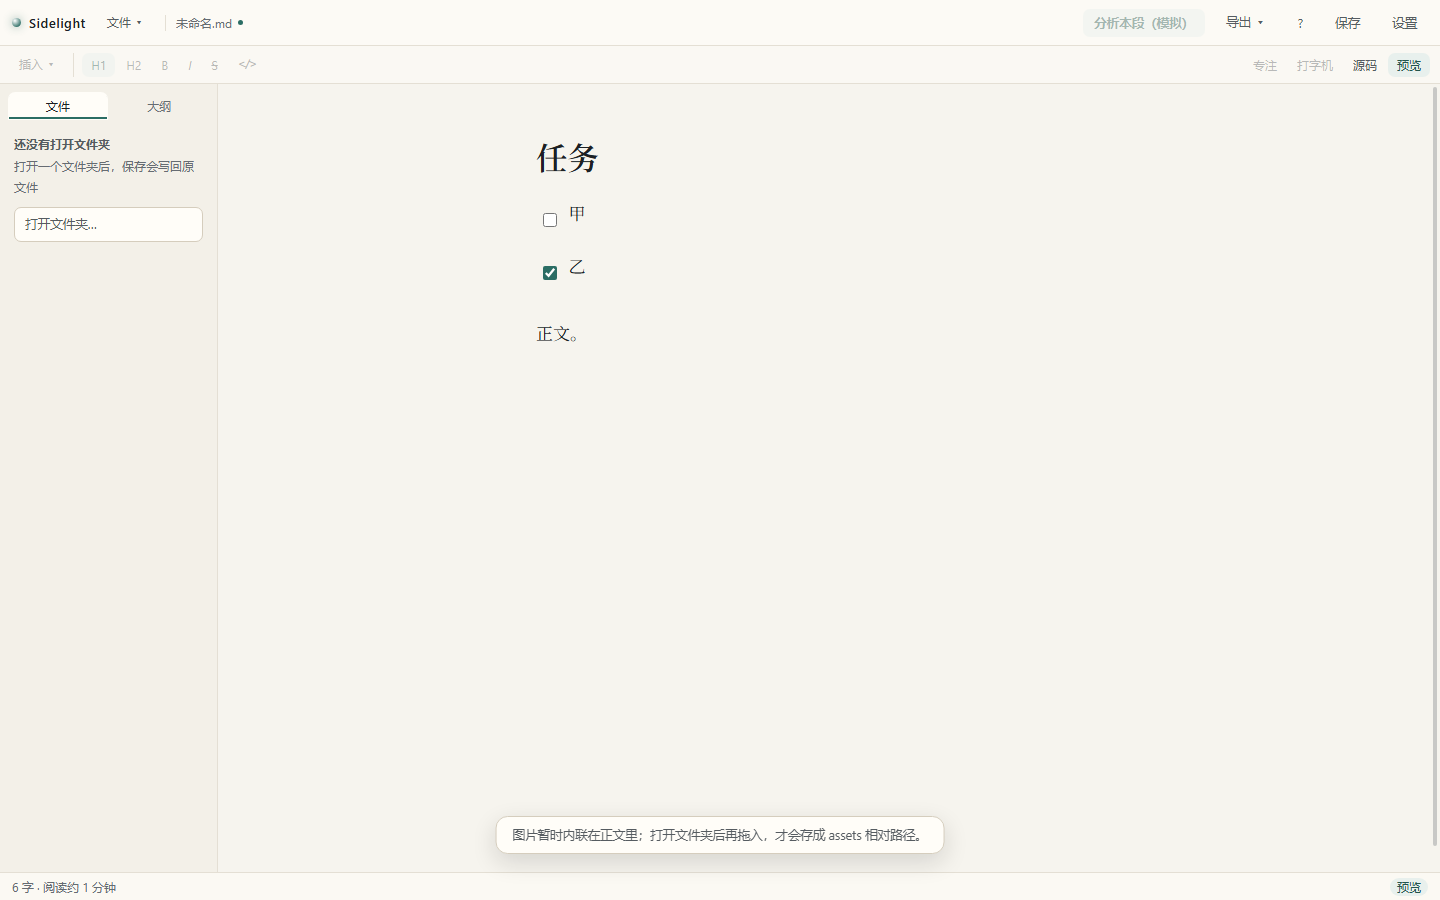 Sidelight 文件 未命名.md 分析本段（模拟） 导出 ? 保存 设置
插入 H1 H2 B I S </> 专注 打字机 源码 预览
文件 大纲
还没有打开文件夹
打开一个文件夹后，保存会写回原
文件
打开文件夹...
任务
甲
乙
正文。
图片暂时内联在正文里；打开文件夹后再拖入，才会存成 assets 相对路径。
6 字 · 阅读约 1 分钟 预览